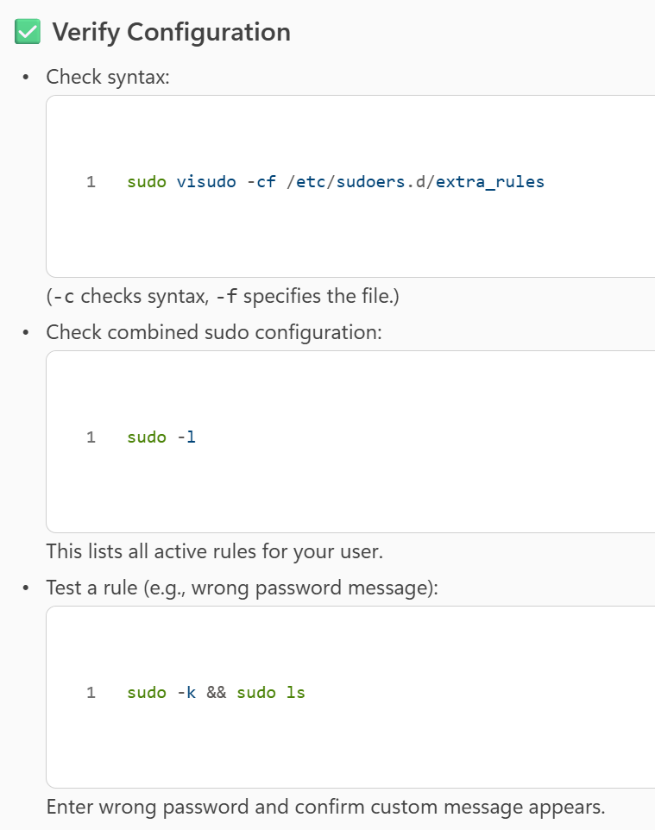 ✅ Verify Configuration
• Check syntax:
1 sudo visudo -cf /etc/sudoers.d/extra_rules
(-c checks syntax, -f specifies the file.)
• Check combined sudo configuration:
1 sudo -l
This lists all active rules for your user.
• Test a rule (e.g., wrong password message):
1 sudo -k && sudo ls
Enter wrong password and confirm custom message appears.